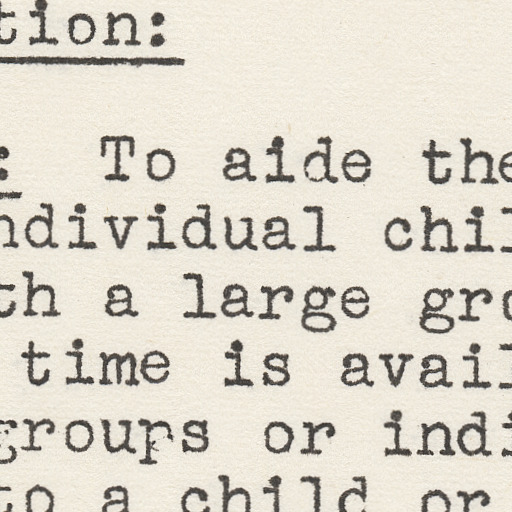 tion:
: To aide the
ndividual chil
th a large gro
time is avail
groups or indi
to a child or